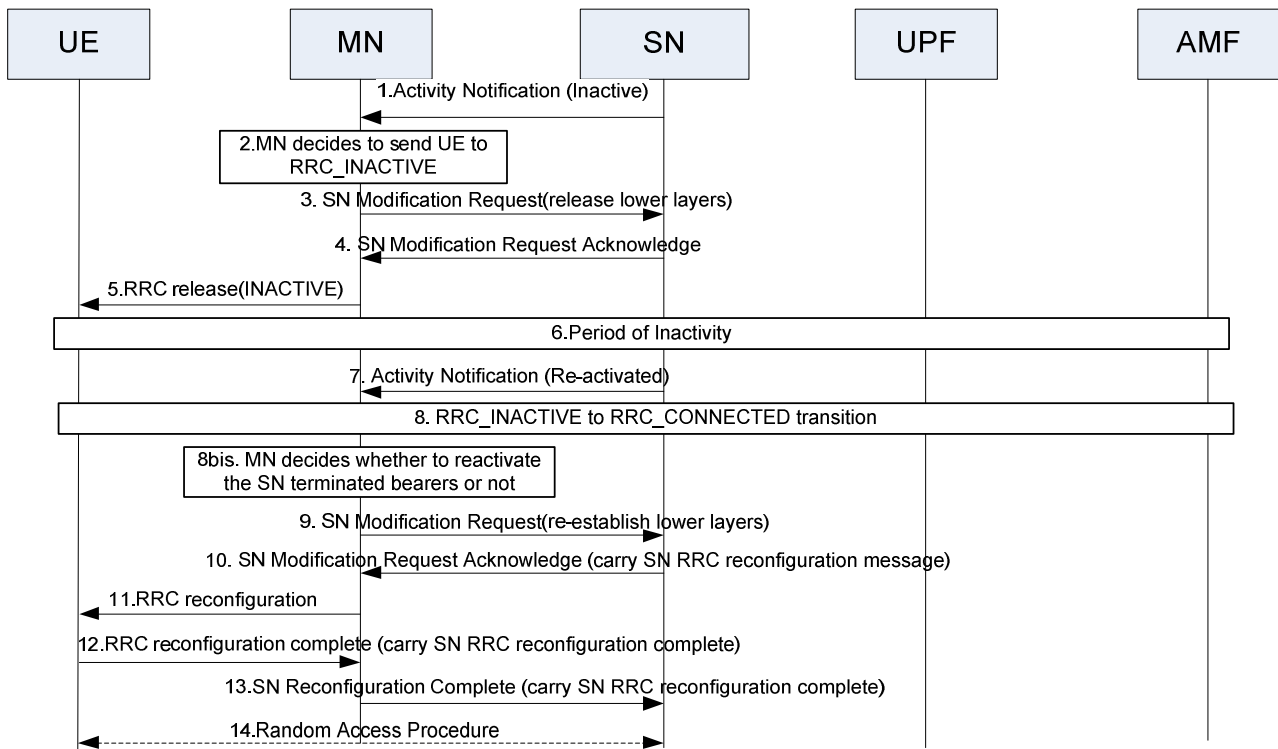 UE
MN
SN
UPF
AMF
1.Activity Notification (Inactive)
2.MN decides to send UE to
RRC_INACTIVE
3. SN Modification Request(release lower layers)
4. SN Modification Request Acknowledge
5.RRC release(INACTIVE)
6.Period of Inactivity
7. Activity Notification (Re-activated)
8. RRC_INACTIVE to RRC_CONNECTED transition
8bis. MN decides whether to reactivate
the SN terminated bearers or not
9. SN Modification Request(re-establish lower layers)
10. SN Modification Request Acknowledge (carry SN RRC reconfiguration message)
11.RRC reconfiguration
12.RRC reconfiguration complete (carry SN RRC reconfiguration complete)
13.SN Reconfiguration Complete (carry SN RRC reconfiguration complete)
14.Random Access Procedure